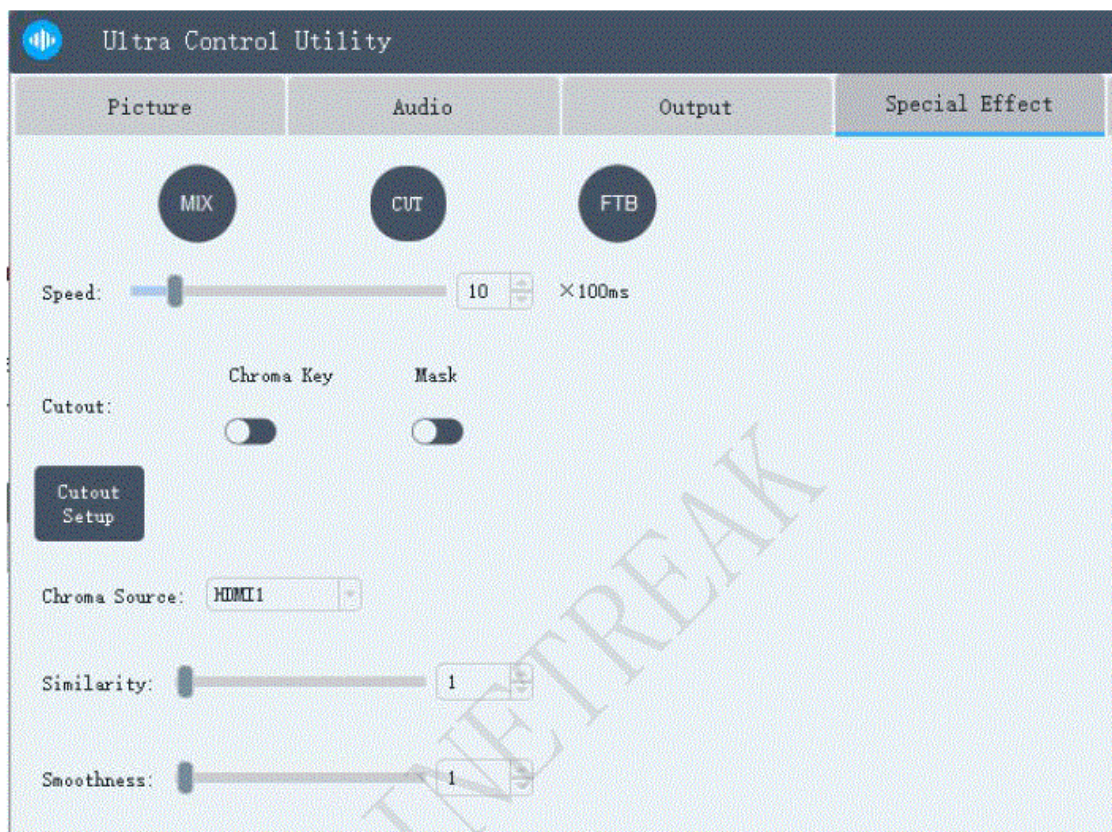 Ultra Control Utility
Picture Audio Output Special Effect
MIX CUT FTB
Speed: 10 ×100ms
Chroma Key Mask
Cutout:
Cutout
Setup
Chroma Source: HDMI1
Similarity: 1
Smoothness: 1
INETREAK